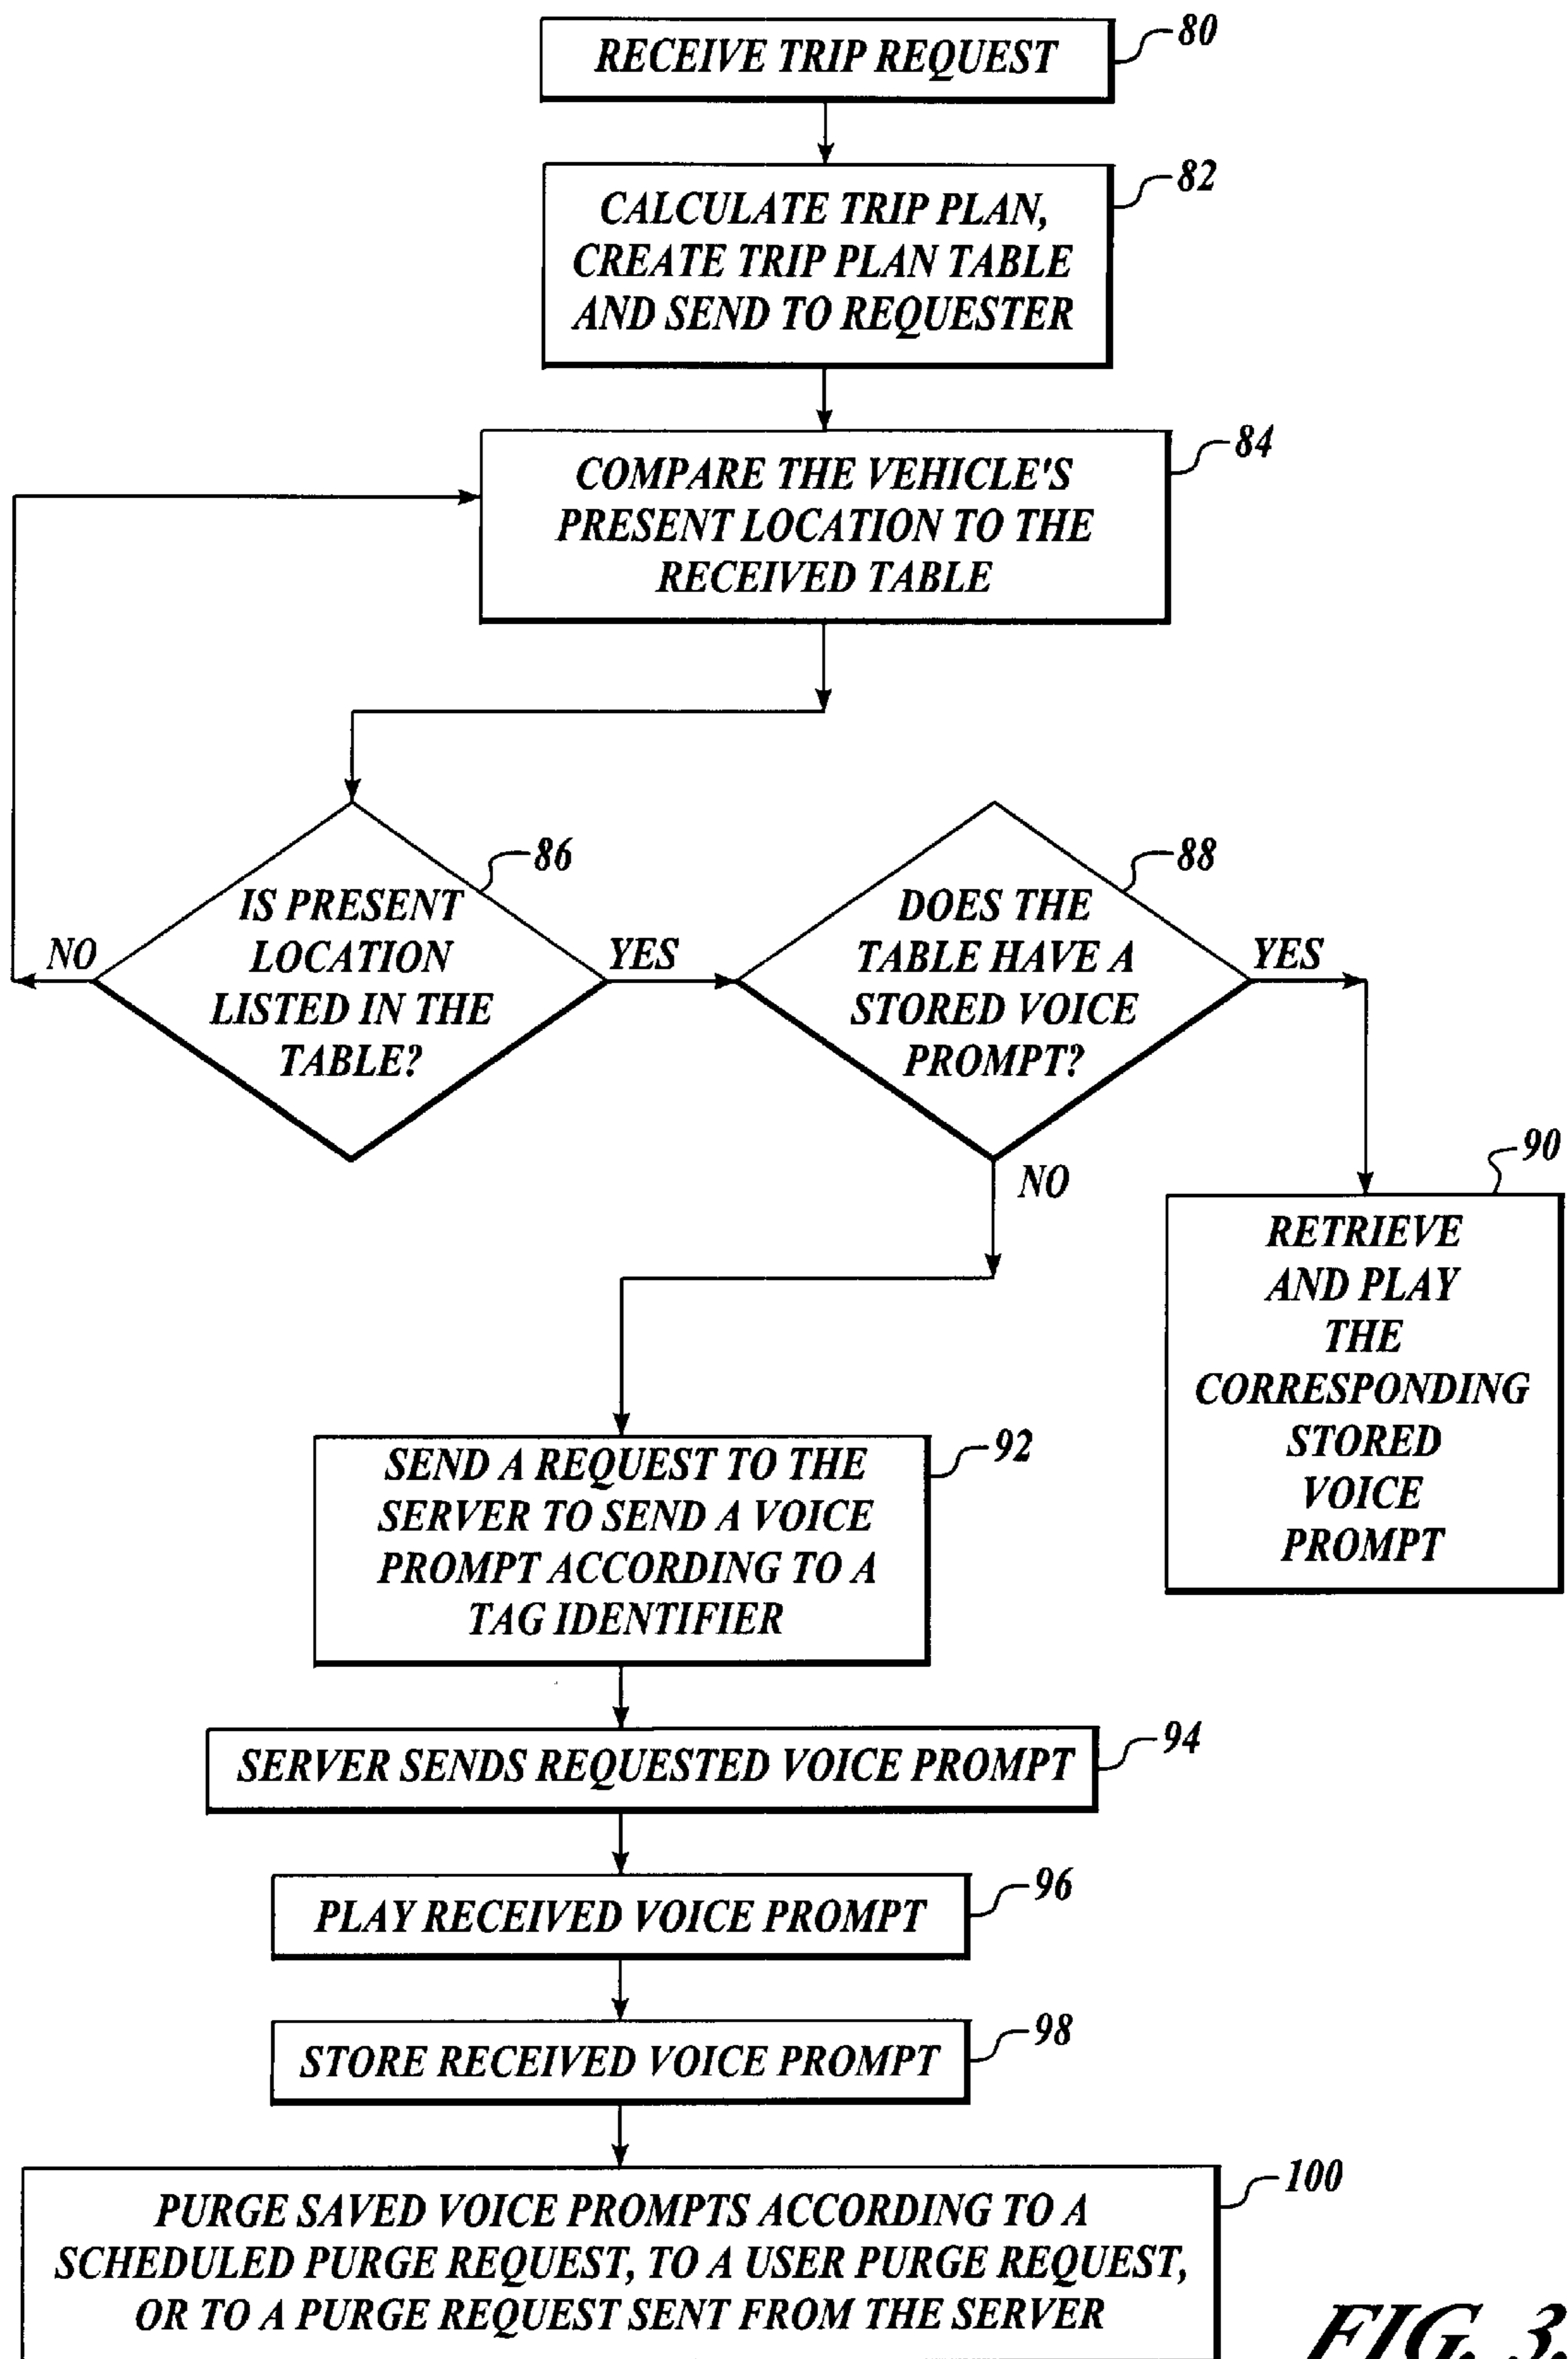 RECEIVE TRIP REQUEST
80
CALCULATE TRIP PLAN,
CREATE TRIP PLAN TABLE
AND SEND TO REQUESTER
82
COMPARE THE VEHICLE'S
PRESENT LOCATION TO THE
RECEIVED TABLE
84
IS PRESENT
LOCATION
LISTED IN THE
TABLE?
86
NO
YES
DOES THE
TABLE HAVE A
STORED VOICE
PROMPT?
88
YES
NO
RETRIEVE
AND PLAY
THE
CORRESPONDING
STORED
VOICE
PROMPT
90
SEND A REQUEST TO THE
SERVER TO SEND A VOICE
PROMPT ACCORDING TO A
TAG IDENTIFIER
92
SERVER SENDS REQUESTED VOICE PROMPT
94
PLAY RECEIVED VOICE PROMPT
96
STORE RECEIVED VOICE PROMPT
98
PURGE SAVED VOICE PROMPTS ACCORDING TO A
SCHEDULED PURGE REQUEST, TO A USER PURGE REQUEST,
OR TO A PURGE REQUEST SENT FROM THE SERVER
100
FIG. 3.